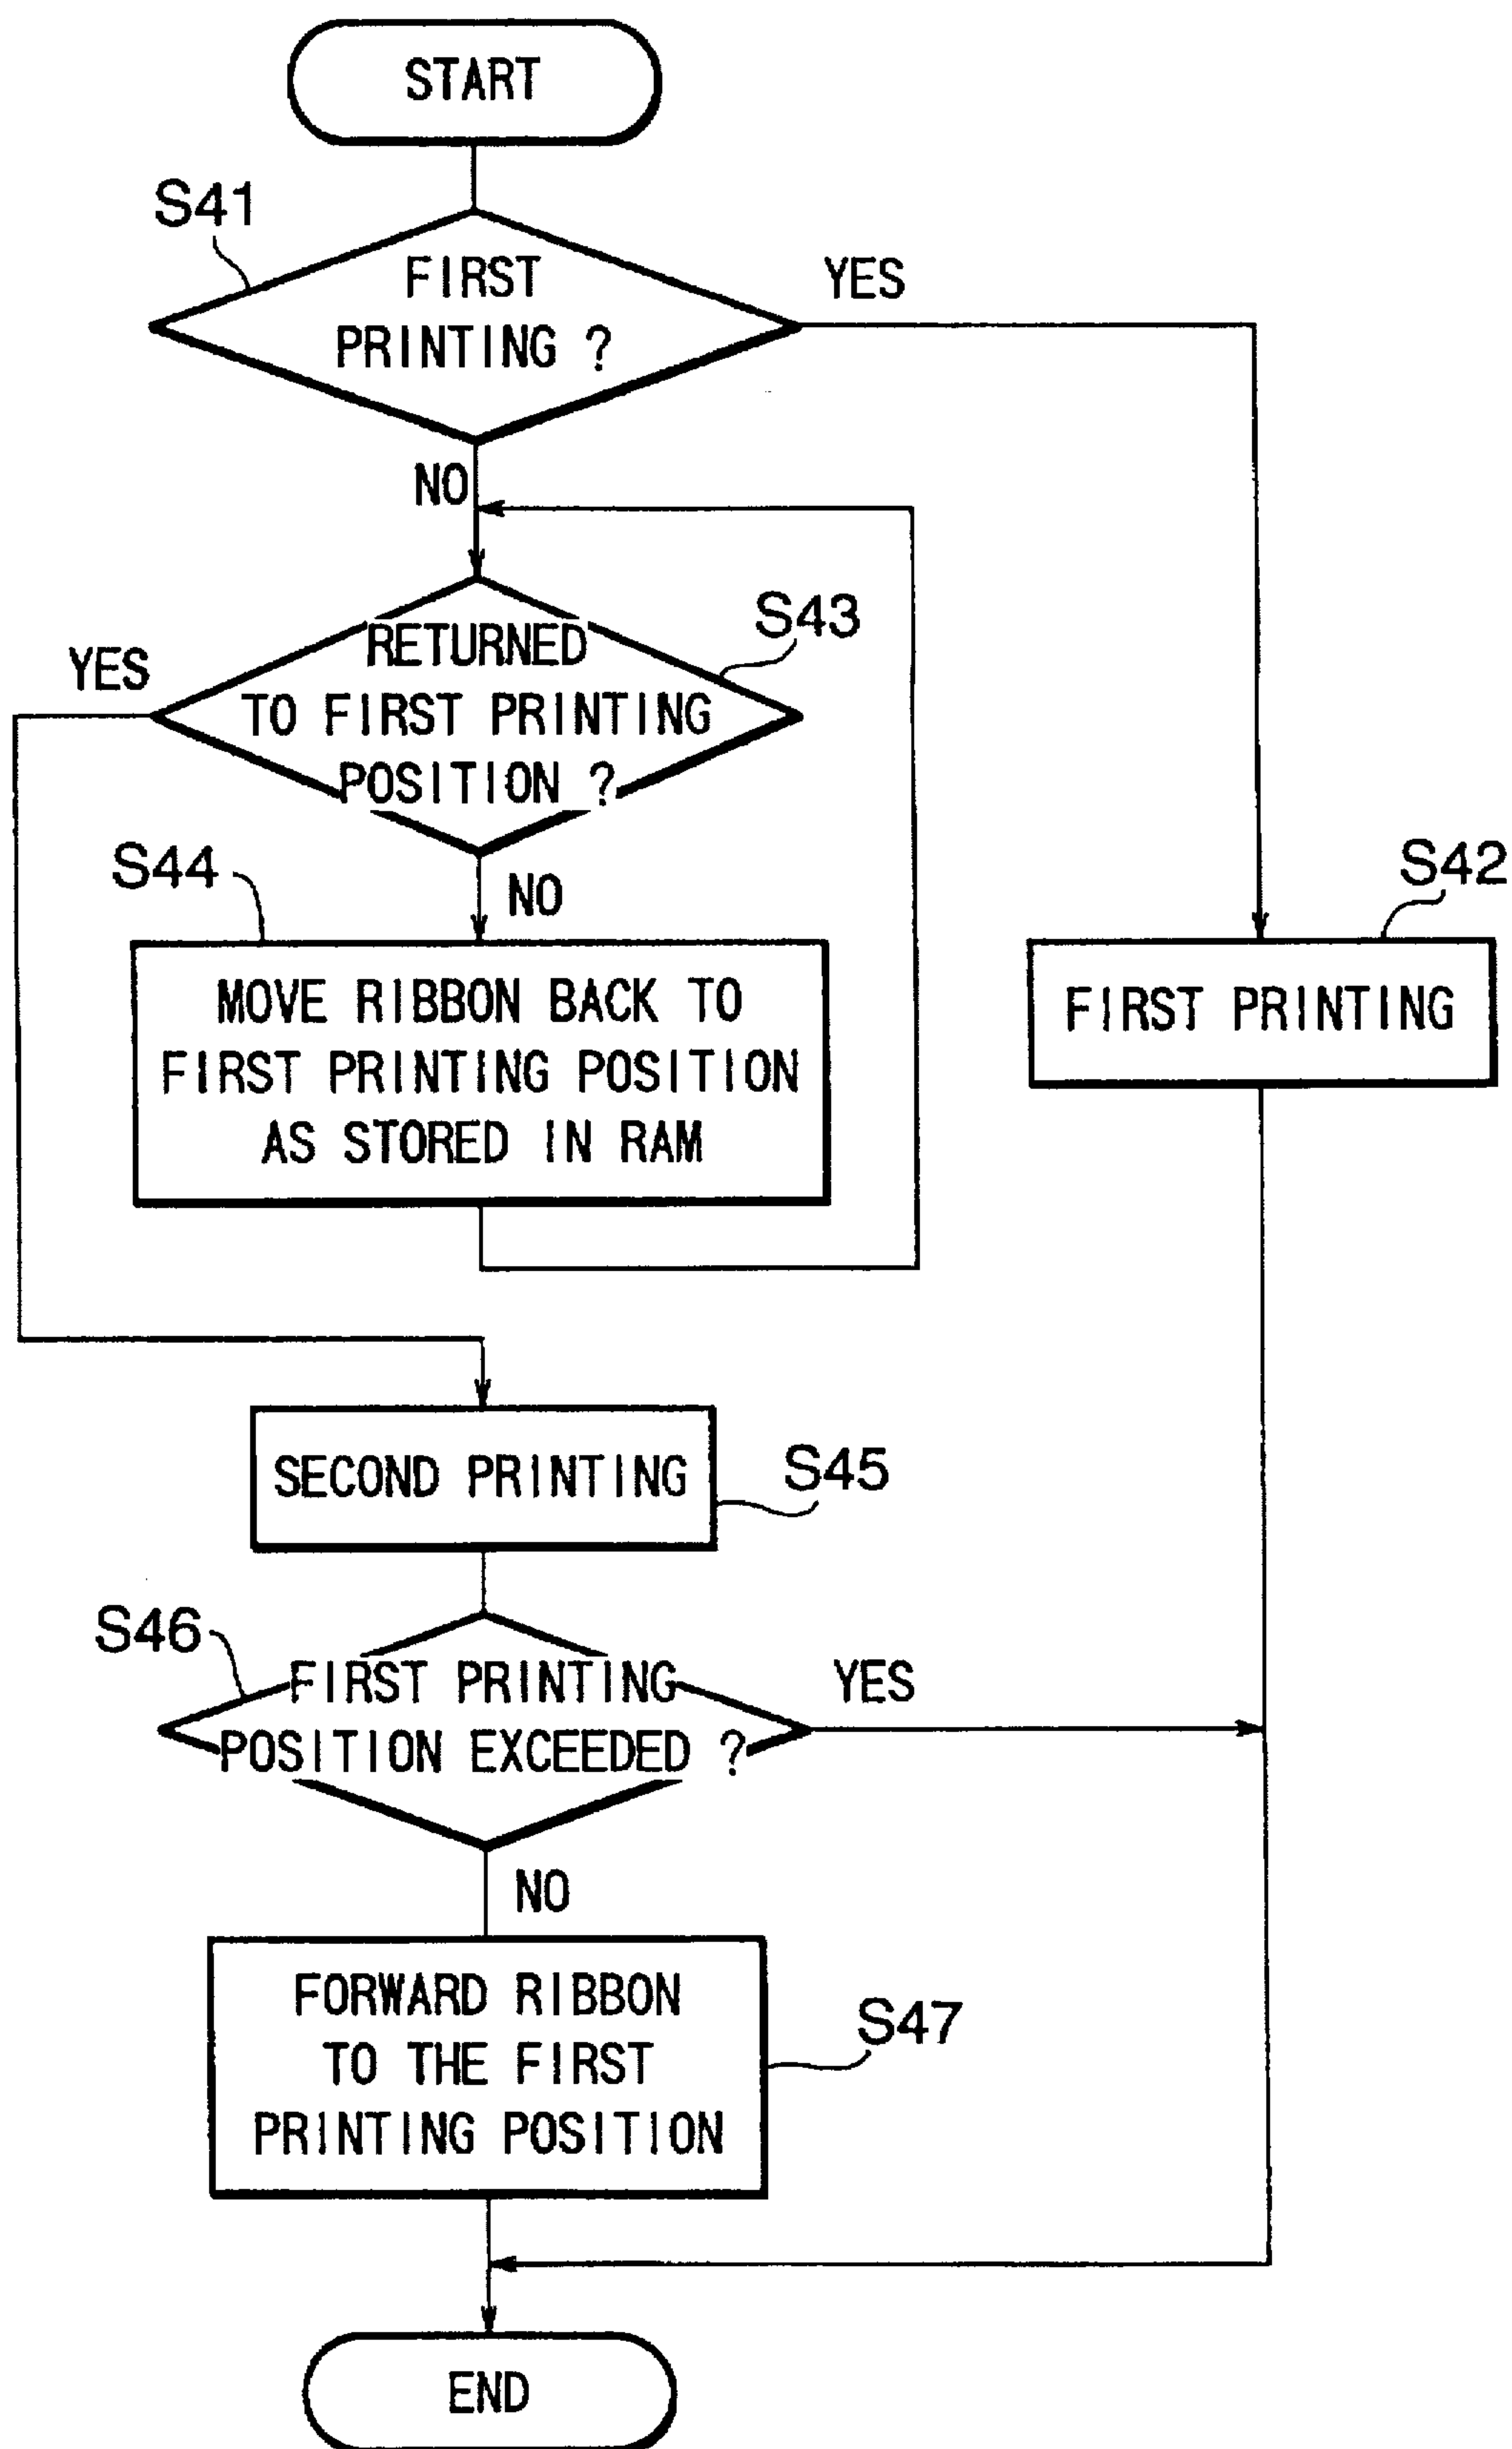 START
S41
FIRST
PRINTING ?
YES
NO
S43
RETURNED
TO FIRST PRINTING
POSITION ?
YES
S44
NO
MOVE RIBBON BACK TO
FIRST PRINTING POSITION
AS STORED IN RAM
S42
FIRST PRINTING
SECOND PRINTING
S45
S46
FIRST PRINTING
POSITION EXCEEDED ?
YES
NO
FORWARD RIBBON
TO THE FIRST
PRINTING POSITION
S47
END